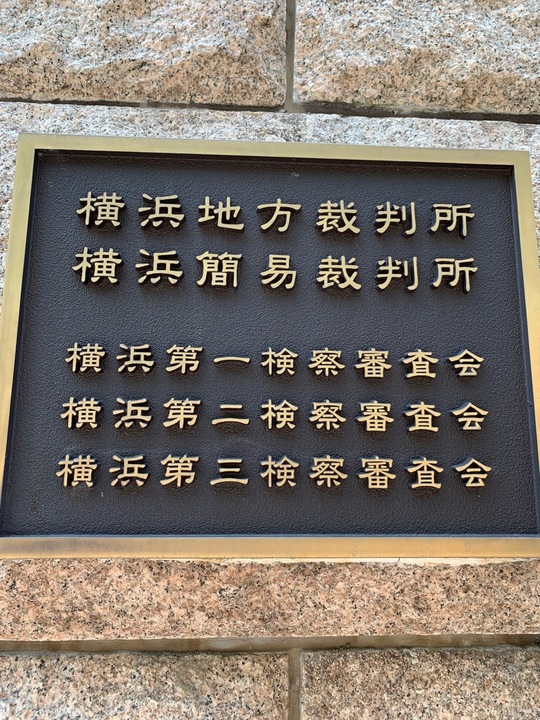 横浜地方裁判所
横浜簡易裁判所
横浜第一検察審査会
横浜第二検察審査会
横浜第三検察審査会